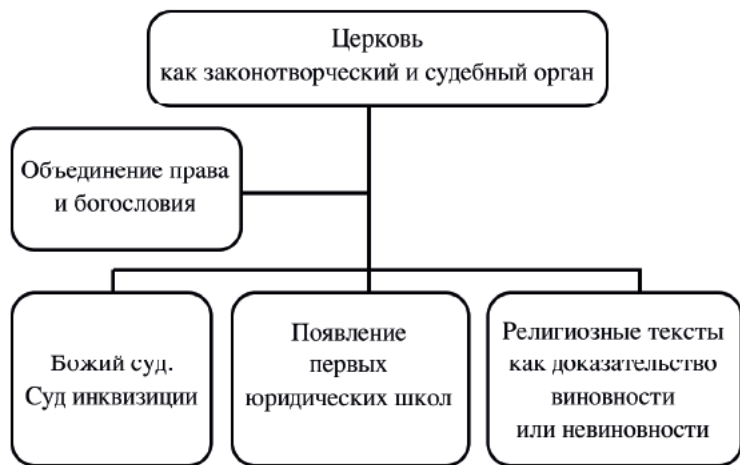 Церковь
как законотворческий и судебный орган
Объединение права
и богословия
Божий суд.
Суд инквизиции
Появление
первых
юридических школ
Религиозные тексты
как доказательство
виновности
или невиновности